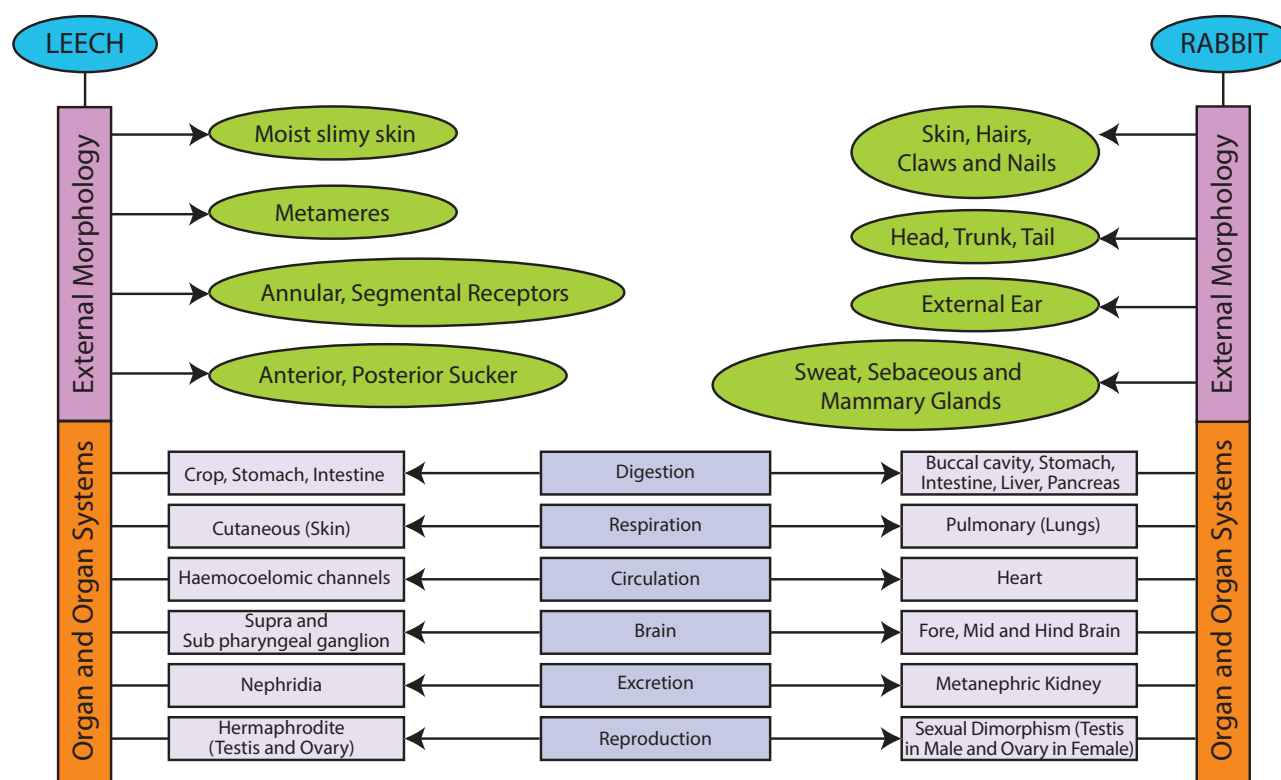 LEECH
RABBIT
External Morphology
Moist slimy skin
Metameres
Annular, Segmental Receptors
Anterior, Posterior Sucker
Skin, Hairs,
Claws and Nails
Head, Trunk, Tail
External Ear
Sweat, Sebaceous and
Mammary Glands
External Morphology
Organ and Organ Systems
Crop, Stomach, Intestine
Digestion
Buccal cavity, Stomach,
Intestine, Liver, Pancreas
Cutaneous (Skin)
Respiration
Pulmonary (Lungs)
Haemocoelomic channels
Circulation
Heart
Supra and
Sub pharyngeal ganglion
Brain
Fore, Mid and Hind Brain
Nephridia
Excretion
Metanephric Kidney
Hermaphrodite
(Testis and Ovary)
Reproduction
Sexual Dimorphism (Testis
in Male and Ovary in Female)
Organ and Organ Systems